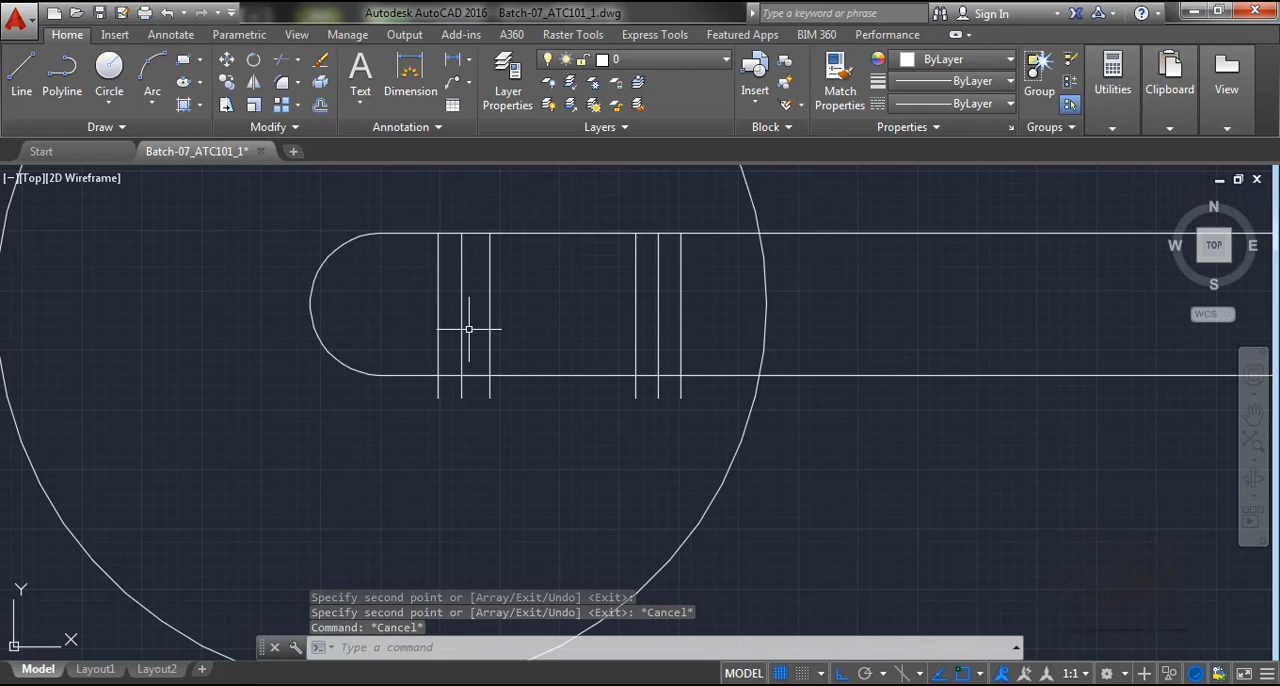 Autodesk AutoCAD 2016 Batch-07_ATC101_1.dwg
Type a keyword or phrase
Sign In
Home Insert Annotate Parametric View Manage Output Add-ins A360 Raster Tools Express Tools Featured Apps BIM 360 Performance
0
ByLayer
ByLayer
ByLayer
Line Polyline Circle Arc
Text Dimension
Layer Properties
Insert
Match Properties
Group
Utilities
Clipboard
View
Draw Modify Annotation Layers Block Properties Groups
Start Batch-07_ATC101_1*
[−][Top][2D Wireframe]
N
W TOP E
S
WCS
Y
X
Specify second point or [Array/Exit/Undo] <Exit>:
Specify second point or [Array/Exit/Undo] <Exit>: *Cancel*
Command: *Cancel*
Type a command
Model Layout1 Layout2
MODEL
1:1